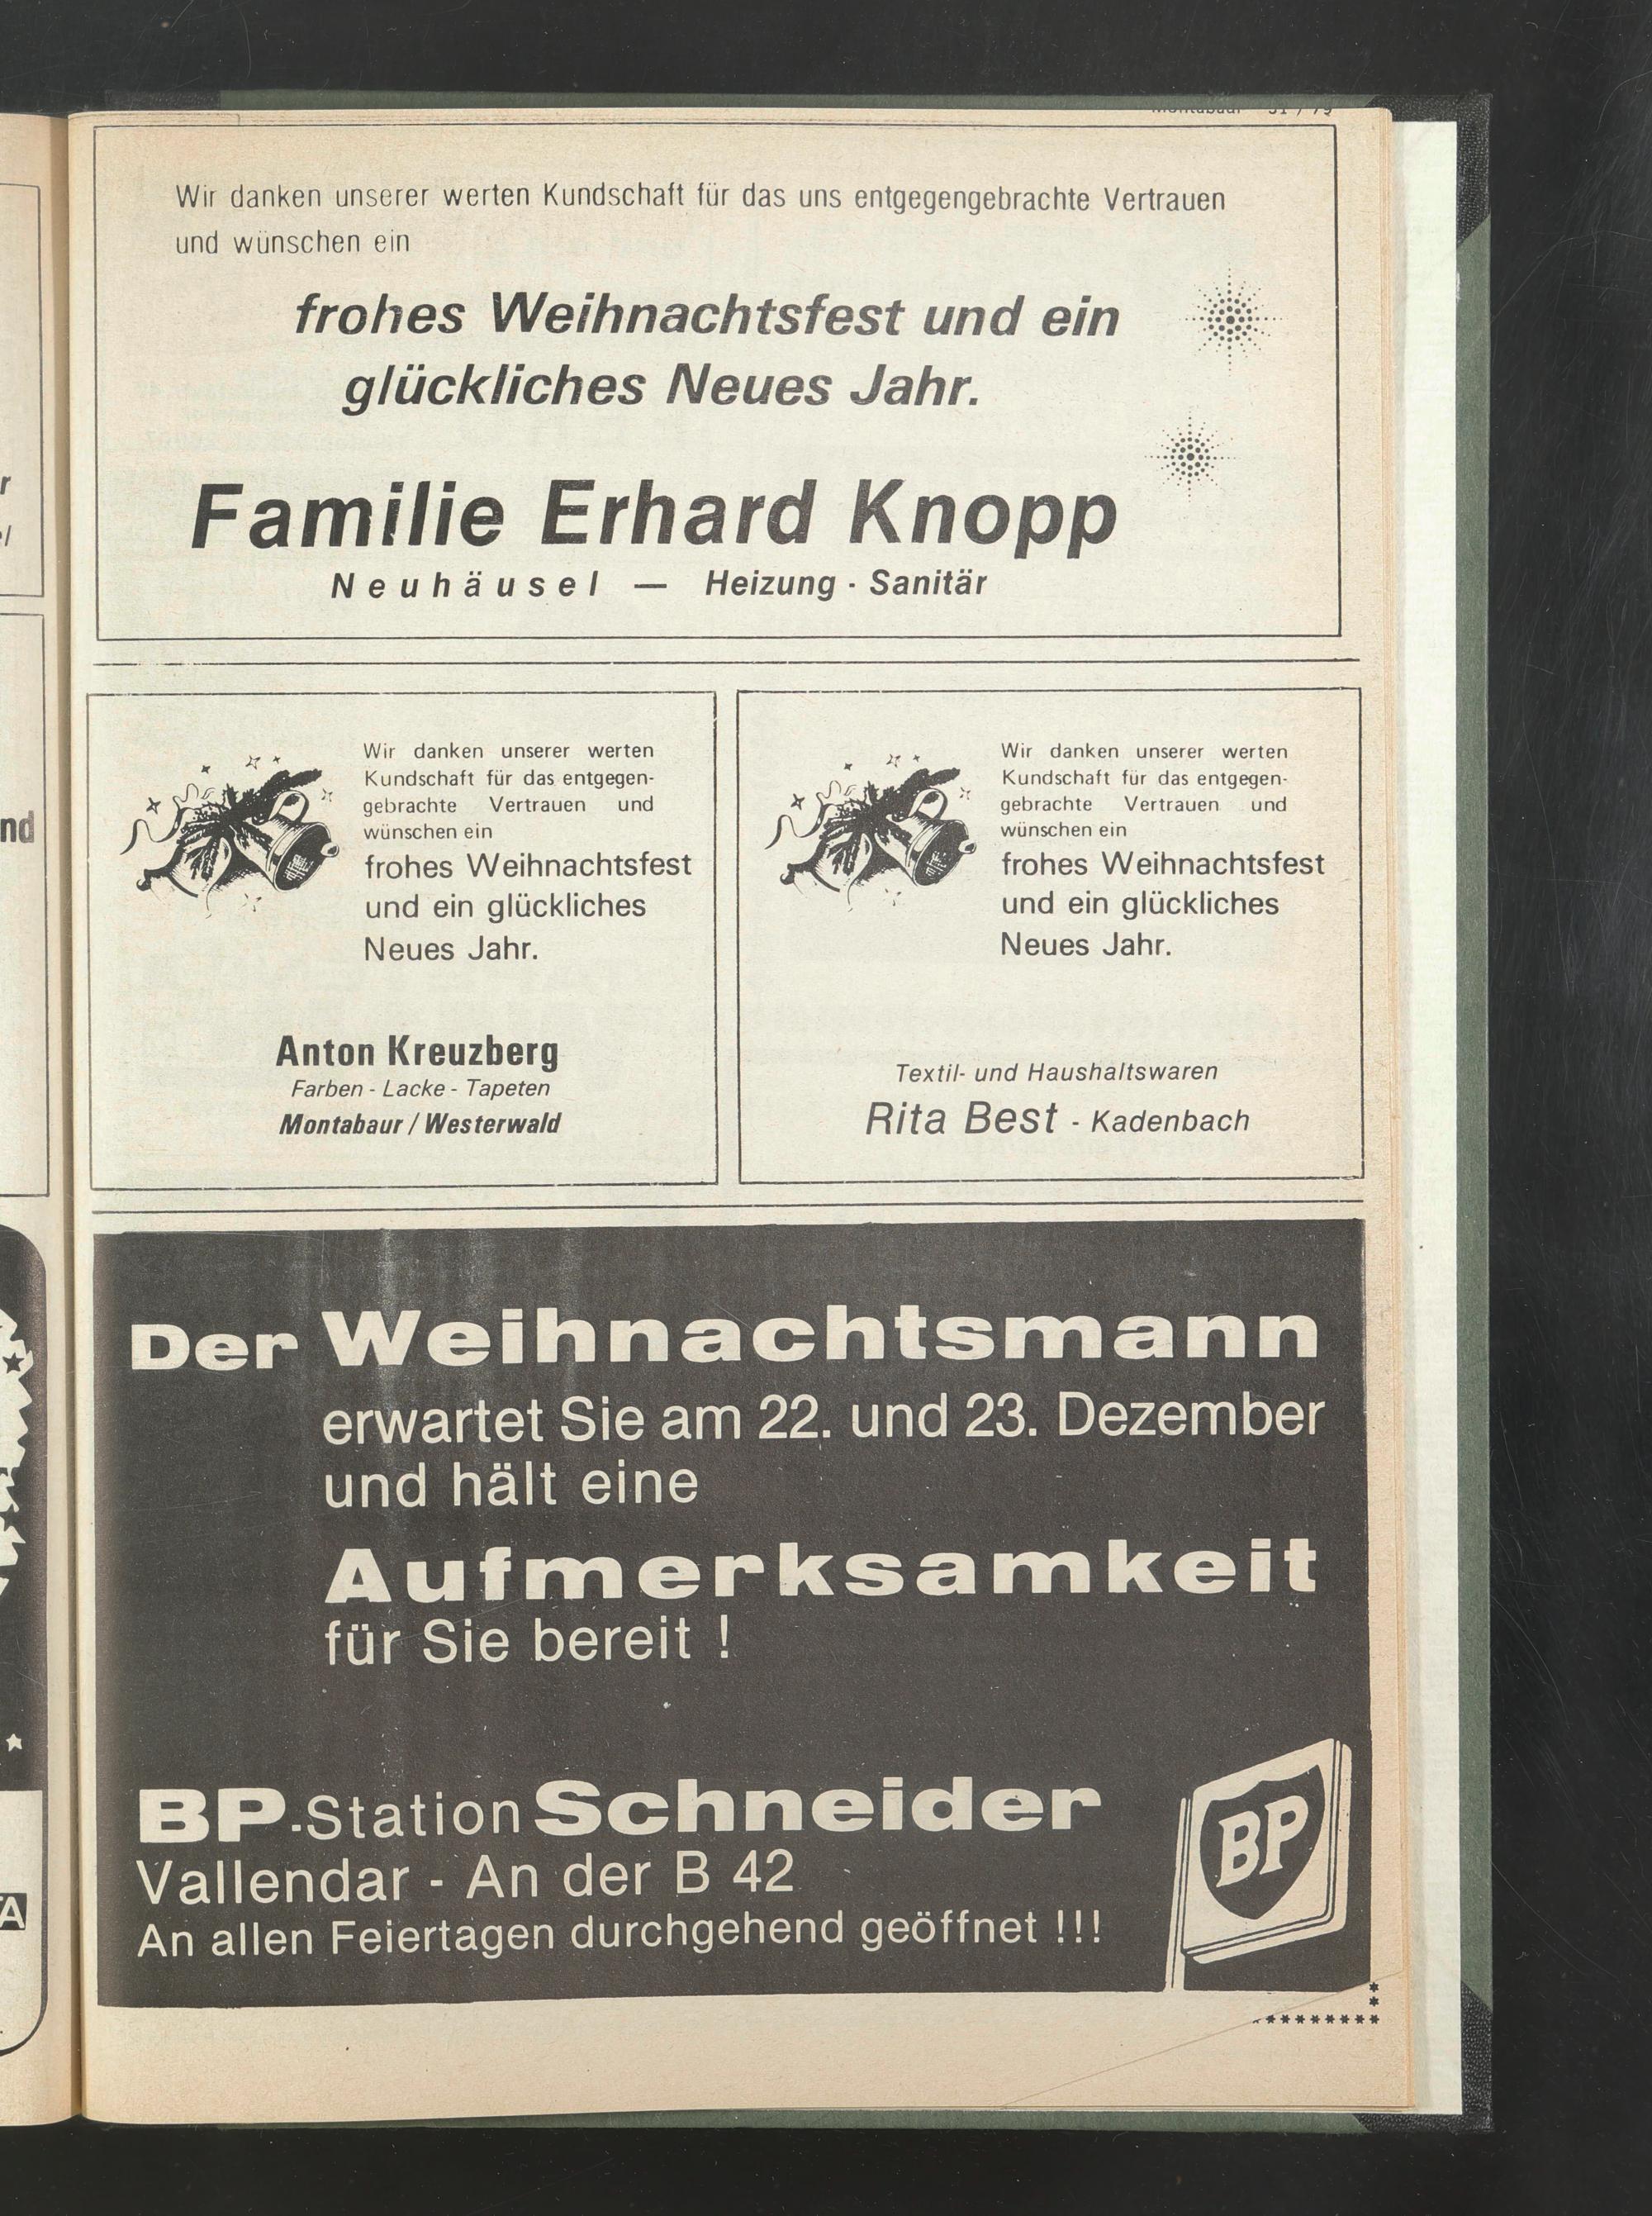 Wir danken unserer werten Kundschaft für das uns entgegengebrachte Vertrauen
und wünschen ein
frohes Weihnachtsfest und ein
glückliches Neues Jahr.
Familie Erhard Knopp
Neuhäusel — Heizung - Sanitär
Wir danken unserer werten
Kundschaft für das entgegen-
gebrachte Vertrauen und
wünschen ein
frohes Weihnachtsfest
und ein glückliches
Neues Jahr.
Anton Kreuzberg
Farben - Lacke - Tapeten
Montabaur / Westerwald
Wir danken unserer werten
Kundschaft für das entgegen-
gebrachte Vertrauen und
wünschen ein
frohes Weihnachtsfest
und ein glückliches
Neues Jahr.
Textil- und Haushaltswaren
Rita Best - Kadenbach
Der Weihnachtsmann
erwartet Sie am 22. und 23. Dezember
und hält eine
Aufmerksamkeit
für Sie bereit !
BP-Station Schneider
Vallendar - An der B 42
An allen Feiertagen durchgehend geöffnet !!!
BP